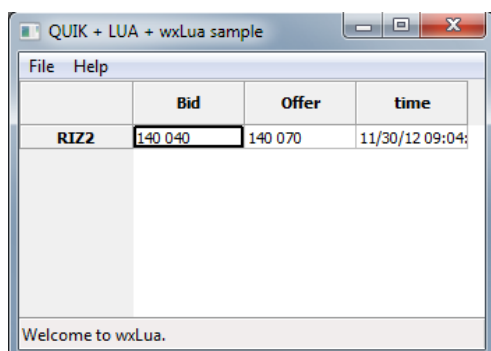 QUIK + LUA + wxLua sample
File Help
Bid Offer time
RIZ2 140 040 140 070 11/30/12 09:04:
Welcome to wxLua.